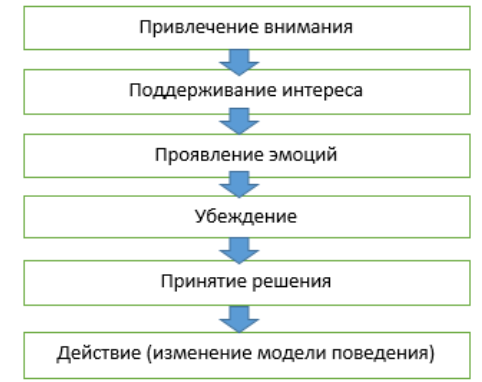 Привлечение внимания
Поддерживание интереса
Проявление эмоций
Убеждение
Принятие решения
Действие (изменение модели поведения)